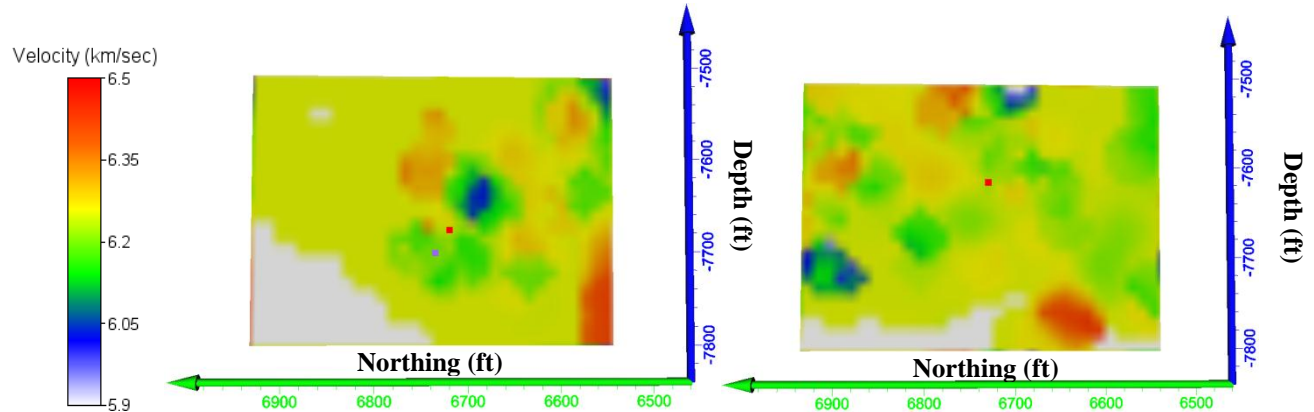 Velocity (km/sec)
6.5
6.35
6.2
6.05
5.9
-7500
-7600
-7700
-7800
Depth (ft)
Northing (ft)
6900 6800 6700 6600 6500
-7500
-7600
-7700
-7800
Depth (ft)
Northing (ft)
6900 6800 6700 6600 6500